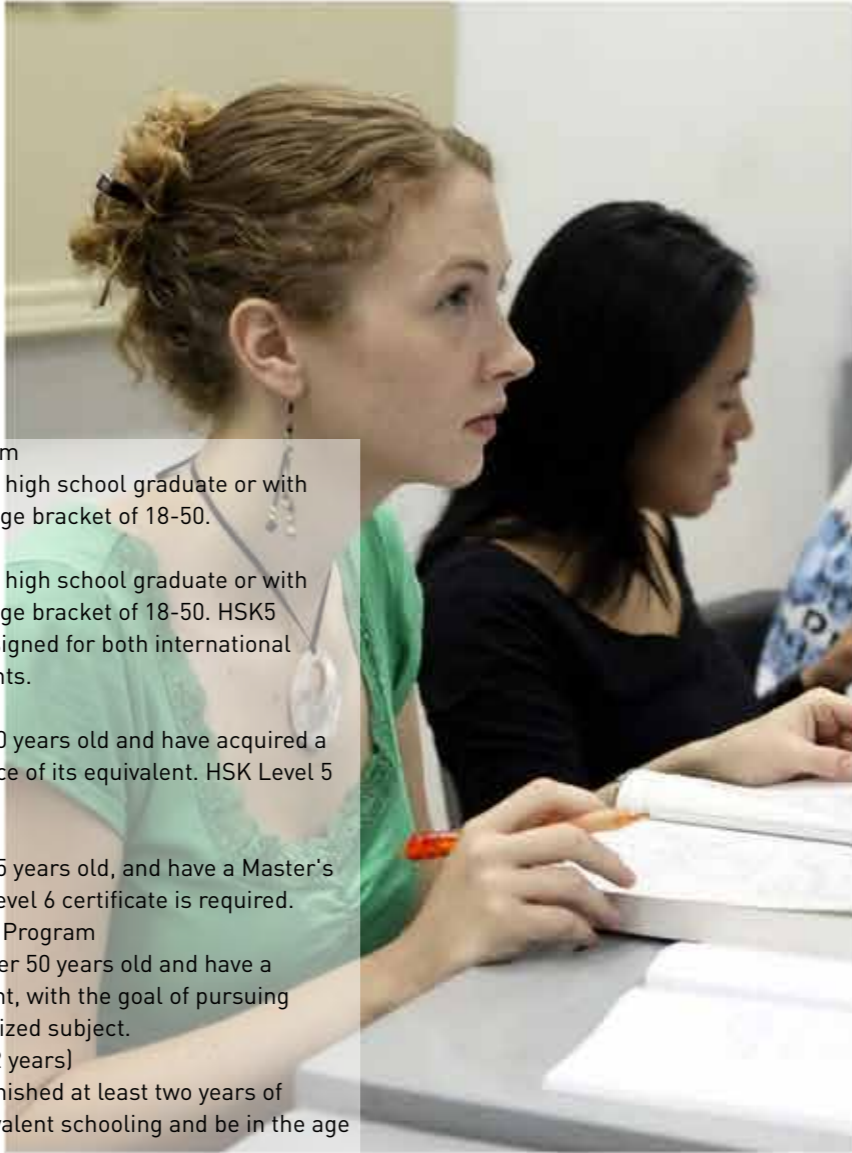 m
high school graduate or with
ge bracket of 18-50.
high school graduate or with
ge bracket of 18-50. HSK5
igned for both international
nts.
0 years old and have acquired a
ce of its equivalent. HSK Level 5
5 years old, and have a Master's
evel 6 certificate is required.
Program
er 50 years old and have a
nt, with the goal of pursuing
ized subject.
2 years)
nished at least two years of
valent schooling and be in the age